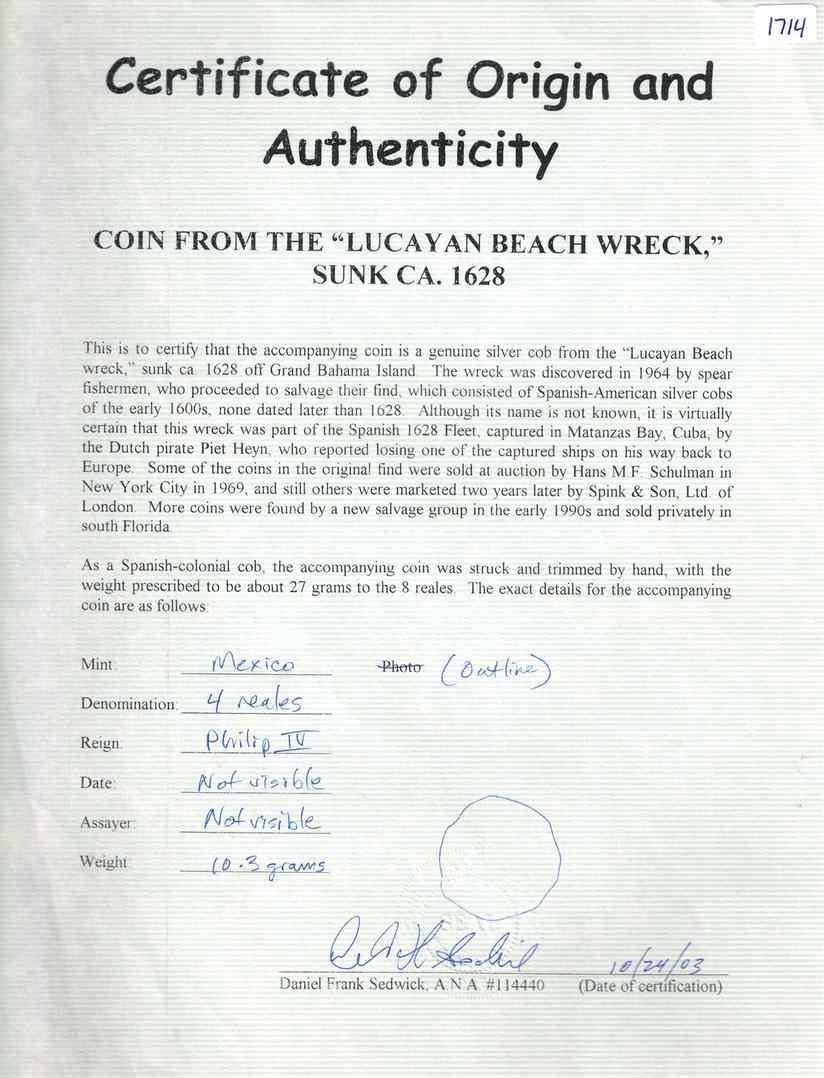 1714
Certificate of Origin and
Authenticity
COIN FROM THE “LUCAYAN BEACH WRECK,”
SUNK CA. 1628
This is to certify that the accompanying coin is a genuine silver cob from the “Lucayan Beach
wreck,” sunk ca. 1628 off Grand Bahama Island. The wreck was discovered in 1964 by spear
fishermen, who proceeded to salvage their find, which consisted of Spanish-American silver cobs
of the early 1600s, none dated later than 1628. Although its name is not known, it is virtually
certain that this wreck was part of the Spanish 1628 Fleet, captured in Matanzas Bay, Cuba, by
the Dutch pirate Piet Heyn, who reported losing one of the captured ships on his way back to
Europe. Some of the coins in the original find were sold at auction by Hans M.F. Schulman in
New York City in 1969, and still others were marketed two years later by Spink & Son, Ltd. of
London. More coins were found by a new salvage group in the early 1990s and sold privately in
south Florida.
As a Spanish-colonial cob, the accompanying coin was struck and trimmed by hand, with the
weight prescribed to be about 27 grams to the 8 reales. The exact details for the accompanying
coin are as follows:
Mint: Mexico Photo (Outline)
Denomination: 4 reales
Reign: Philip IV
Date: Not visible
Assayer: Not visible
Weight 10.3 grams
10/24/03
Daniel Frank Sedwick, A.N.A. #114440 (Date of certification)